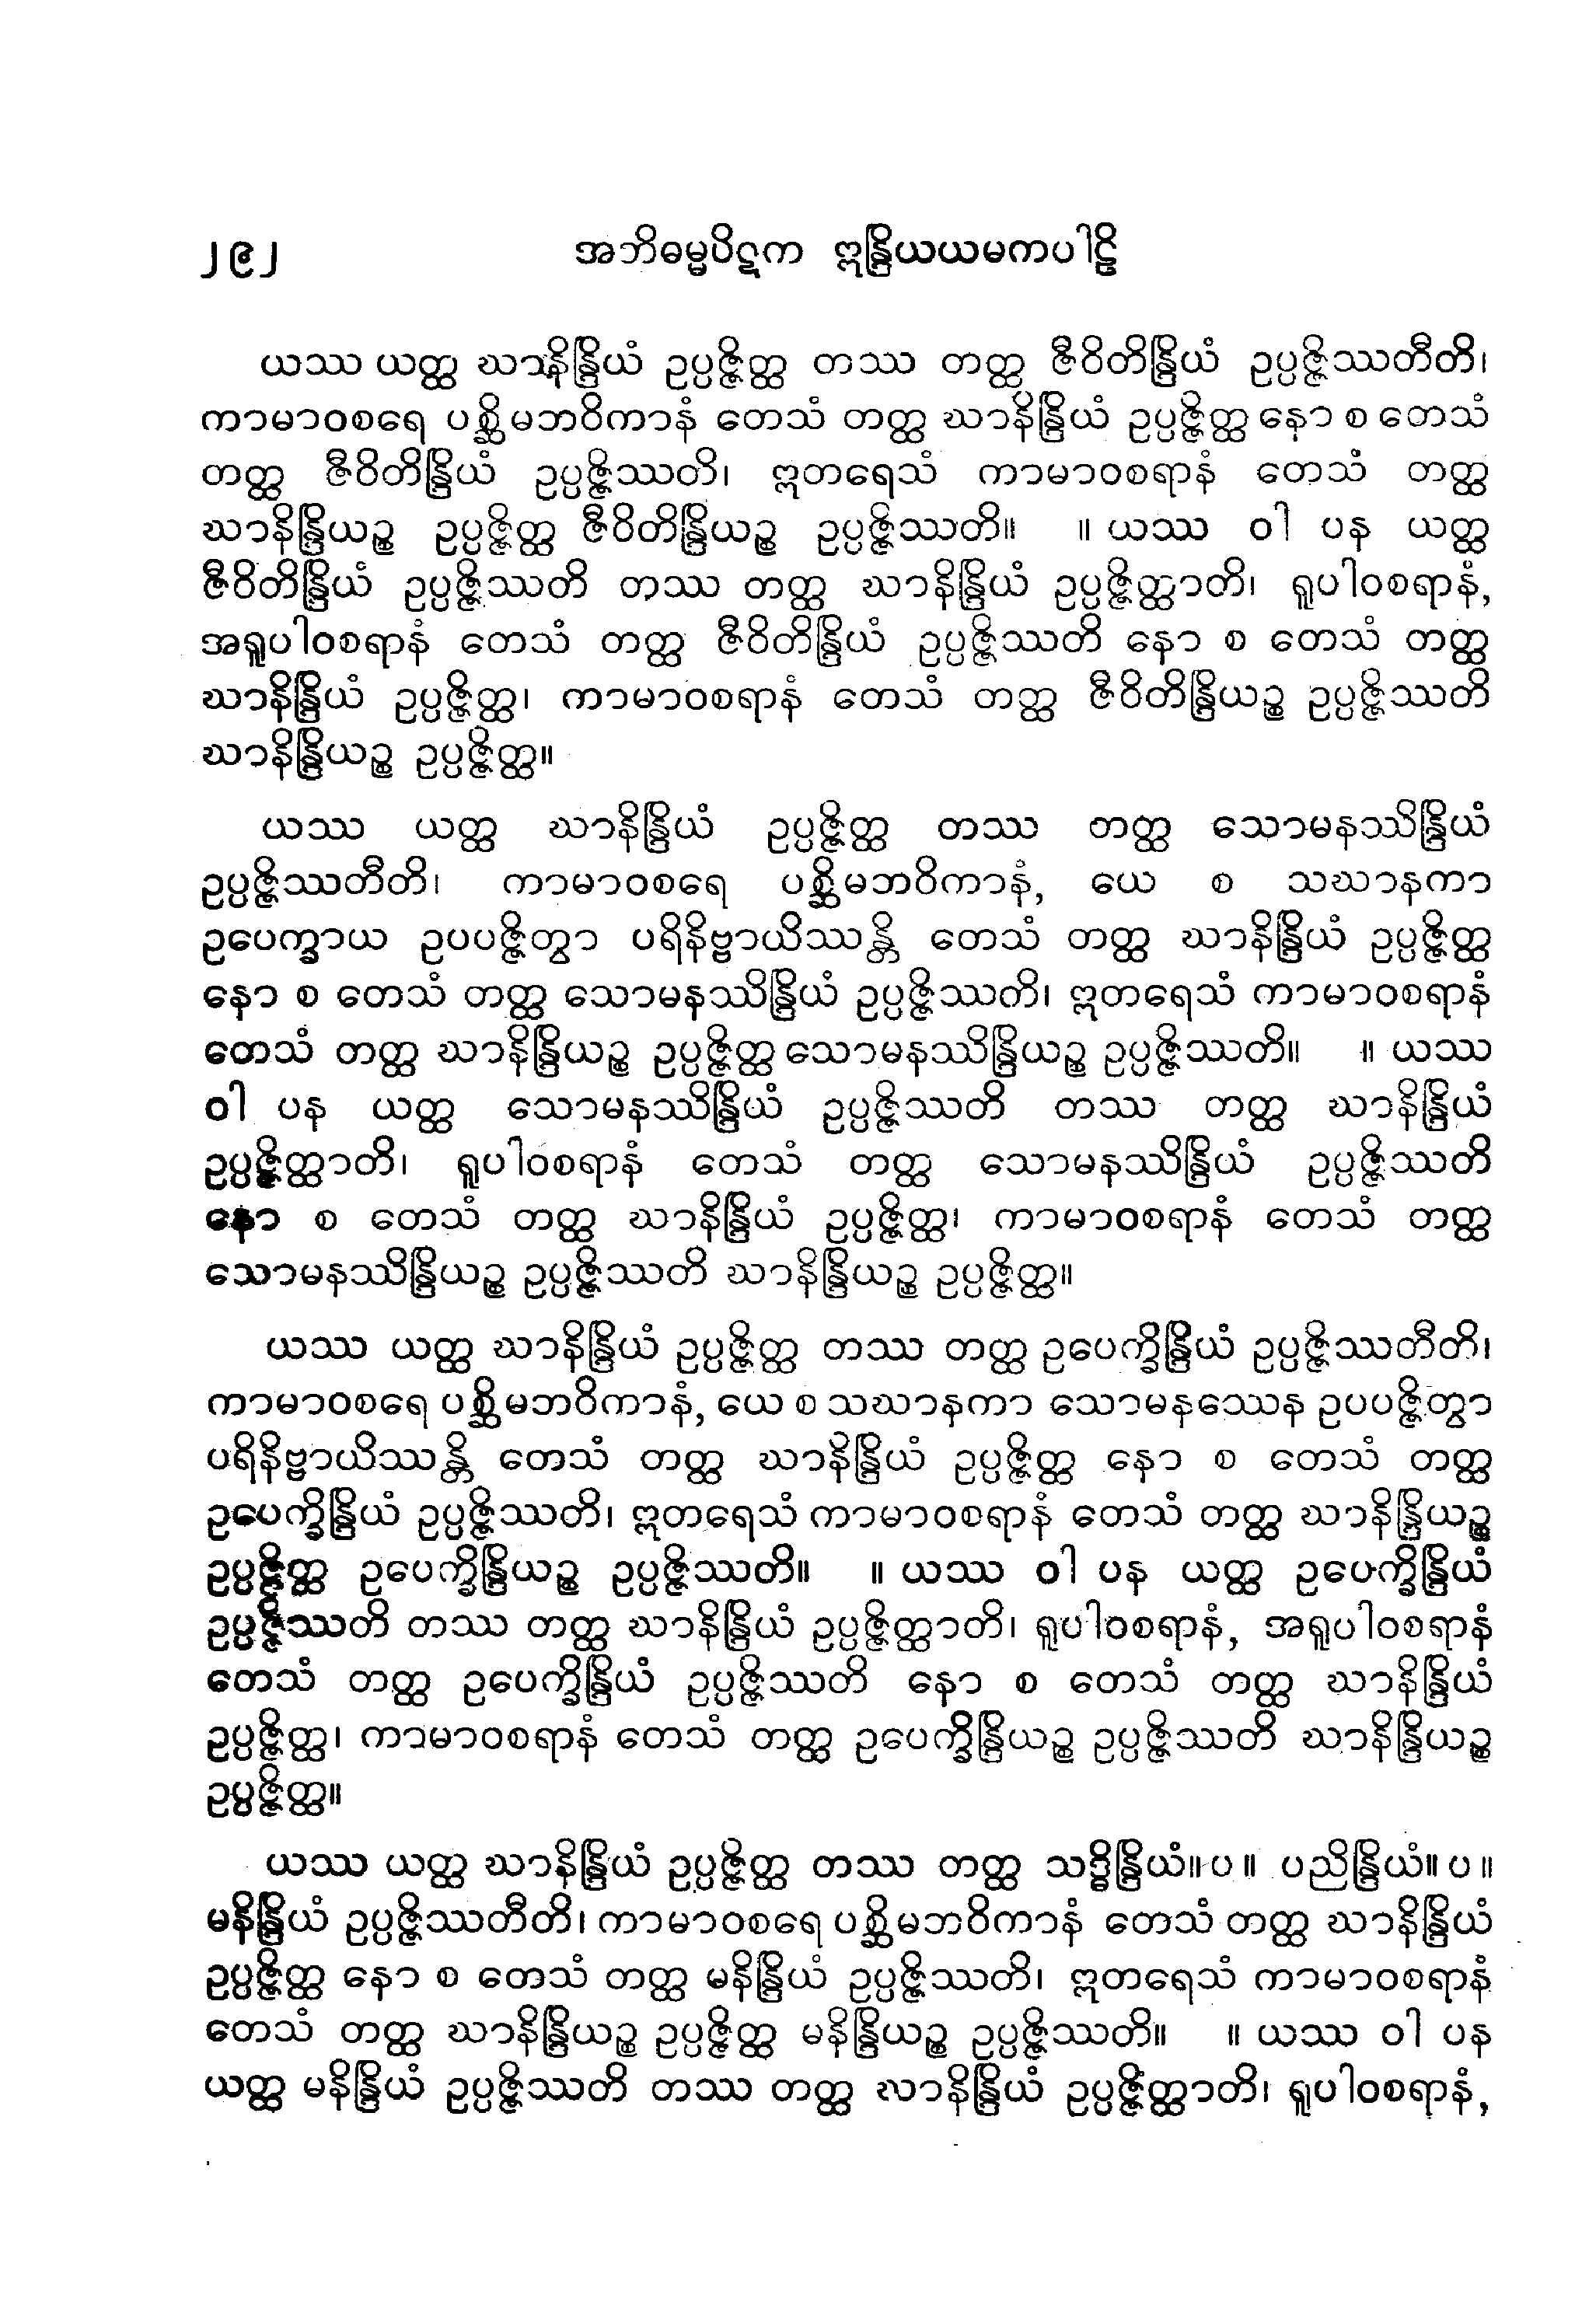 ၂၉၂ အဘိဓမ္မပိဋက ဣန္ဒြိယယမကပါဠိ
ယဿ ယတ္ထ ဃာနိန္ဒြိယံ ဥပ္ပဇ္ဇိတ္ထ တဿ တတ္ထ ဇီဝိတိန္ဒြိယံ ဥပ္ပဇ္ဇိဿတီတိ၊
ကာမာဝစရေ ပစ္ဆိမဘဝိကာနံ တေသံ တတ္ထ ဃာနိန္ဒြိယံ ဥပ္ပဇ္ဇိတ္ထ နော စ တေသံ
တတ္ထ ဇီဝိတိန္ဒြိယံ ဥပ္ပဇ္ဇိဿတိ၊ ဣတရေသံ ကာမာဝစရာနံ တေသံ တတ္ထ
ဃာနိန္ဒြိယဉ္စ ဥပ္ပဇ္ဇိတ္ထ ဇီဝိတိန္ဒြိယဉ္စ ဥပ္ပဇ္ဇိဿတိ။ ။ ယဿ ဝါ ပန ယတ္ထ
ဇီဝိတိန္ဒြိယံ ဥပ္ပဇ္ဇိဿတိ တဿ တတ္ထ ဃာနိန္ဒြိယံ ဥပ္ပဇ္ဇိတ္ထာတိ၊ ရူပါဝစရာနံ,
အရူပါဝစရာနံ တေသံ တတ္ထ ဇီဝိတိန္ဒြိယံ ဥပ္ပဇ္ဇိဿတိ နော စ တေသံ တတ္ထ
ဃာနိန္ဒြိယံ ဥပ္ပဇ္ဇိတ္ထ၊ ကာမာဝစရာနံ တေသံ တတ္ထ ဇီဝိတိန္ဒြိယဉ္စ ဥပ္ပဇ္ဇိဿတိ
ဃာနိန္ဒြိယဉ္စ ဥပ္ပဇ္ဇိတ္ထ။
ယဿ ယတ္ထ ဃာနိန္ဒြိယံ ဥပ္ပဇ္ဇိတ္ထ တဿ တတ္ထ သောမနဿိန္ဒြိယံ
ဥပ္ပဇ္ဇိဿတီတိ၊ ကာမာဝစရေ ပစ္ဆိမဘဝိကာနံ, ယေ စ သဃာနကာ
ဥပေက္ခာယ ဥပပဇ္ဇိတွာ ပရိနိဗ္ဗာယိဿန္တိ တေသံ တတ္ထ ဃာနိန္ဒြိယံ ဥပ္ပဇ္ဇိတ္ထ
နော စ တေသံ တတ္ထ သောမနဿိန္ဒြိယံ ဥပ္ပဇ္ဇိဿကိ၊ ဣတရေသံ ကာမာဝစရာနံ
တေသံ တတ္ထ ဃာနိန္ဒြိယဉ္စ ဥပ္ပဇ္ဇိတ္ထ သောမနဿိန္ဒြိယဉ္စ ဥပ္ပဇ္ဇိဿတိ။ ။ ယဿ
ဝါ ပန ယတ္ထ သောမနဿိန္ဒြိယံ ဥပ္ပဇ္ဇိဿတိ တဿ တတ္ထ ဃာနိန္ဒြိယံ
ဥပ္ပဇ္ဇိတ္ထာတိ၊ ရူပါဝစရာနံ တေသံ တတ္ထ သောမနဿိန္ဒြိယံ ဥပ္ပဇ္ဇိဿတိ
နော စ တေသံ တတ္ထ ဃာနိန္ဒြိယံ ဥပ္ပဇ္ဇိတ္ထ၊ ကာမာဝစရာနံ တေသံ တတ္ထ
သောမနဿိန္ဒြိယဉ္စ ဥပ္ပဇ္ဇိဿတိ ဃာနိန္ဒြိယဉ္စ ဥပ္ပဇ္ဇိတ္ထ။
ယဿ ယတ္ထ ဃာနိန္ဒြိယံ ဥပ္ပဇ္ဇိတ္ထ တဿ တတ္ထ ဥပေက္ခိန္ဒြိယံ ဥပ္ပဇ္ဇိဿတီတိ၊
ကာမာဝစရေ ပစ္ဆိမဘဝိကာနံ, ယေ စ သဃာနကာ သောမနဿေန ဥပပဇ္ဇိတွာ
ပရိနိဗ္ဗာယိဿန္တိ တေသံ တတ္ထ ဃာနိန္ဒြိယံ ဥပ္ပဇ္ဇိတ္ထ နော စ တေသံ တတ္ထ
ဥပေက္ခိန္ဒြိယံ ဥပ္ပဇ္ဇိဿတိ၊ ဣတရေသံ ကာမာဝစရာနံ တေသံ တတ္ထ ဃာနိန္ဒြိယဉ္စ
ဥပ္ပဇ္ဇိတ္ထ ဥပေက္ခိန္ဒြိယဉ္စ ဥပ္ပဇ္ဇိဿတိ။ ။ ယဿ ဝါ ပန ယတ္ထ ဥပေက္ခိန္ဒြိယံ
ဥပ္ပဇ္ဇိဿတိ တဿ တတ္ထ ဃာနိန္ဒြိယံ ဥပ္ပဇ္ဇိတ္ထာတိ၊ ရူပါဝစရာနံ, အရူပါဝစရာနံ
တေသံ တတ္ထ ဥပေက္ခိန္ဒြိယံ ဥပ္ပဇ္ဇိဿတိ နော စ တေသံ တတ္ထ ဃာနိန္ဒြိယံ
ဥပ္ပဇ္ဇိတ္ထ၊ ကာမာဝစရာနံ တေသံ တတ္ထ ဥပေက္ခိန္ဒြိယဉ္စ ဥပ္ပဇ္ဇိဿတိ ဃာနိန္ဒြိယဉ္စ
ဥပ္ပဇ္ဇိတ္ထ။
ယဿ ယတ္ထ ဃာနိန္ဒြိယံ ဥပ္ပဇ္ဇိတ္ထ တဿ တတ္ထ သဒ္ဓိန္ဒြိယံ။ ပ ။ ပညိန္ဒြိယံ။ ပ ။
မနိန္ဒြိယံ ဥပ္ပဇ္ဇိဿတီတိ၊ ကာမာဝစရေ ပစ္ဆိမဘဝိကာနံ တေသံ တတ္ထ ဃာနိန္ဒြိယံ
ဥပ္ပဇ္ဇိတ္ထ နော စ တေသံ တတ္ထ မနိန္ဒြိယံ ဥပ္ပဇ္ဇိဿတိ၊ ဣတရေသံ ကာမာဝစရာနံ
တေသံ တတ္ထ ဃာနိန္ဒြိယဉ္စ ဥပ္ပဇ္ဇိတ္ထ မနိန္ဒြိယဉ္စ ဥပ္ပဇ္ဇိဿတိ။ ။ ယဿ ဝါ ပန
ယတ္ထ မနိန္ဒြိယံ ဥပ္ပဇ္ဇိဿတိ တဿ တတ္ထ ဃာနိန္ဒြိယံ ဥပ္ပဇ္ဇိတ္ထာတိ၊ ရူပါဝစရာနံ,